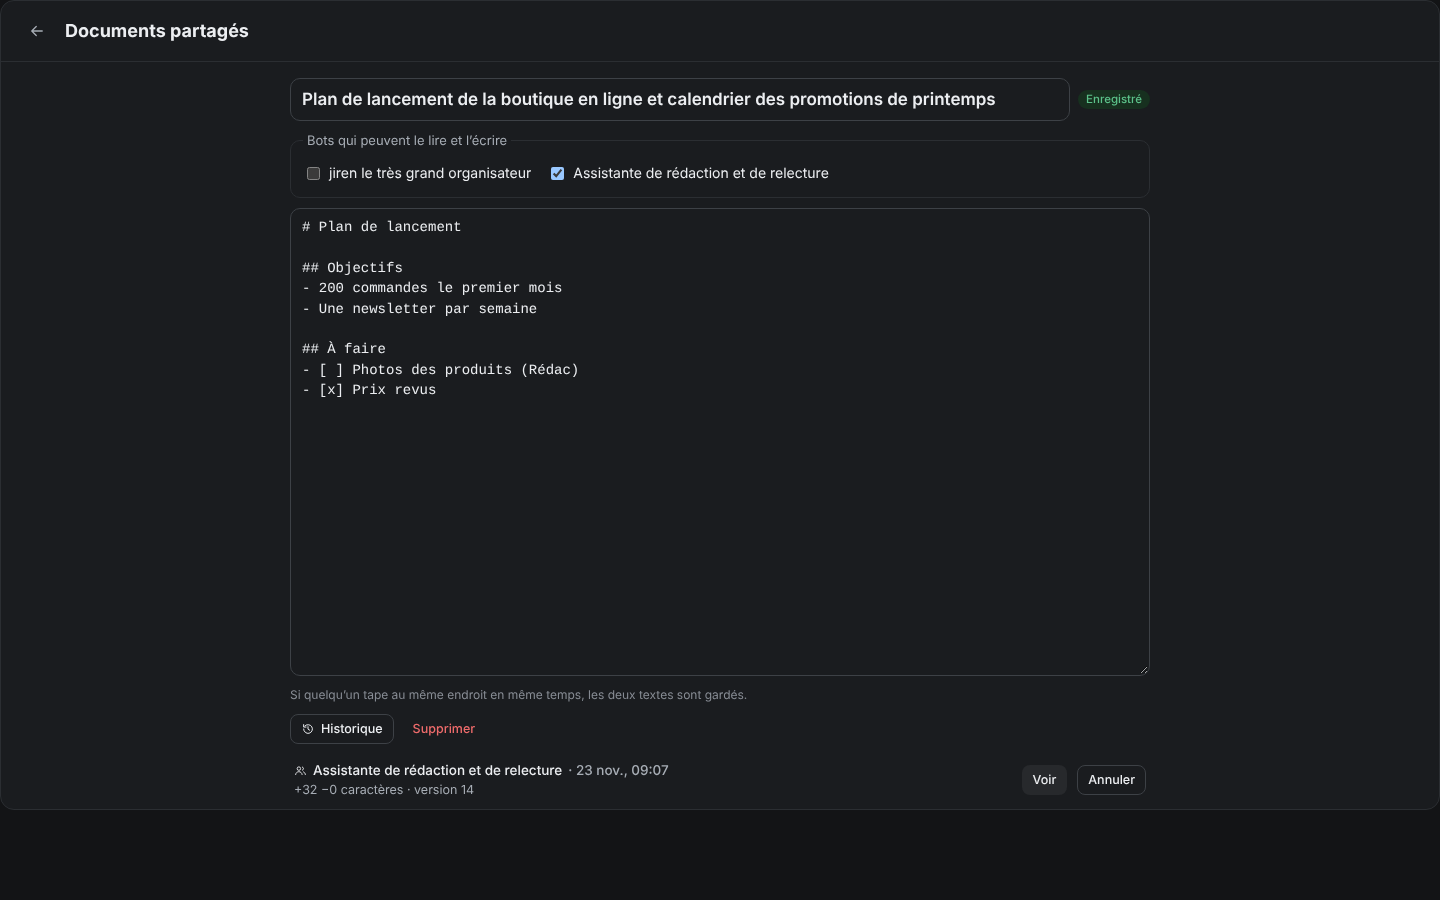 Documents partagés
Plan de lancement de la boutique en ligne et calendrier des promotions de printemps
Enregistré
Bots qui peuvent le lire et l’écrire
jiren le très grand organisateur
Assistante de rédaction et de relecture
# Plan de lancement
## Objectifs
- 200 commandes le premier mois
- Une newsletter par semaine
## À faire
- [ ] Photos des produits (Rédac)
- [x] Prix revus
Si quelqu’un tape au même endroit en même temps, les deux textes sont gardés.
Historique
Supprimer
Assistante de rédaction et de relecture · 23 nov., 09:07
+32 −0 caractères · version 14
Voir
Annuler